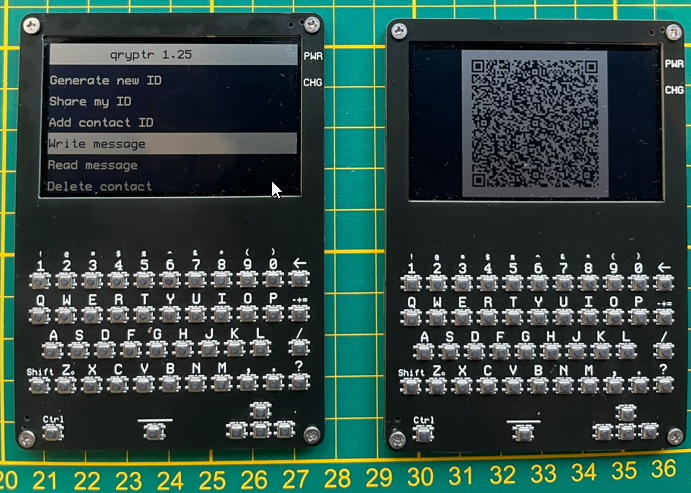 qryptr 1.25
Generate new ID
Share my ID
Add contact ID
Write message
Read message
Delete contact
PWR
CHG
1 2 3 4 5 6 7 8 9 0 ←
Q W E R T Y U I O P -+=
A S D F G H J K L /
Shift Z X C V B N M , . ?
Ctrl
PWR
CHG
1 2 3 4 5 6 7 8 9 0 ←
Q W E R T Y U I O P -+=
A S D F G H J K L /
Shift Z X C V B N M , . ?
Ctrl
20 21 22 23 24 25 26 27 28 29 30 31 32 33 34 35 36